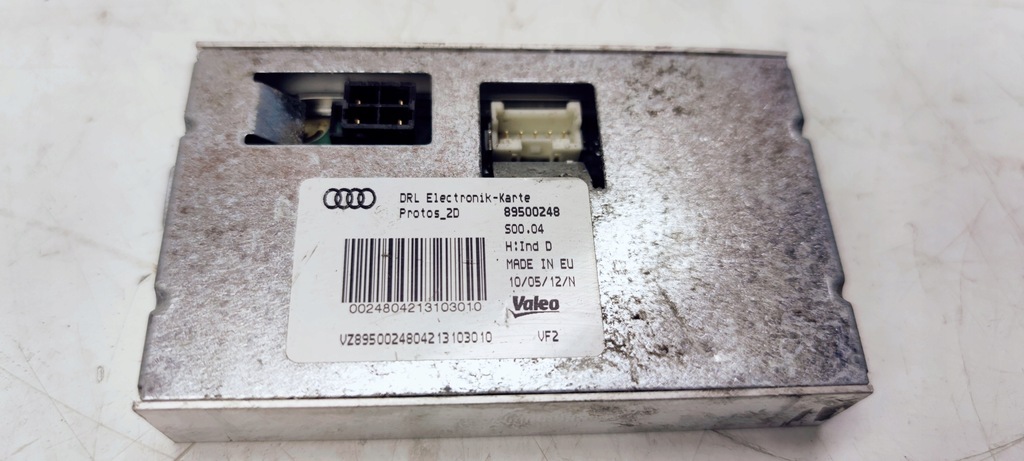 DRL Electronik-Karte
Protos_2D 89500248
S00.04
H:Ind D
MADE IN EU
10/05/12/N
0024804213103010
Valeo
VZ8950024804213103010 VF2